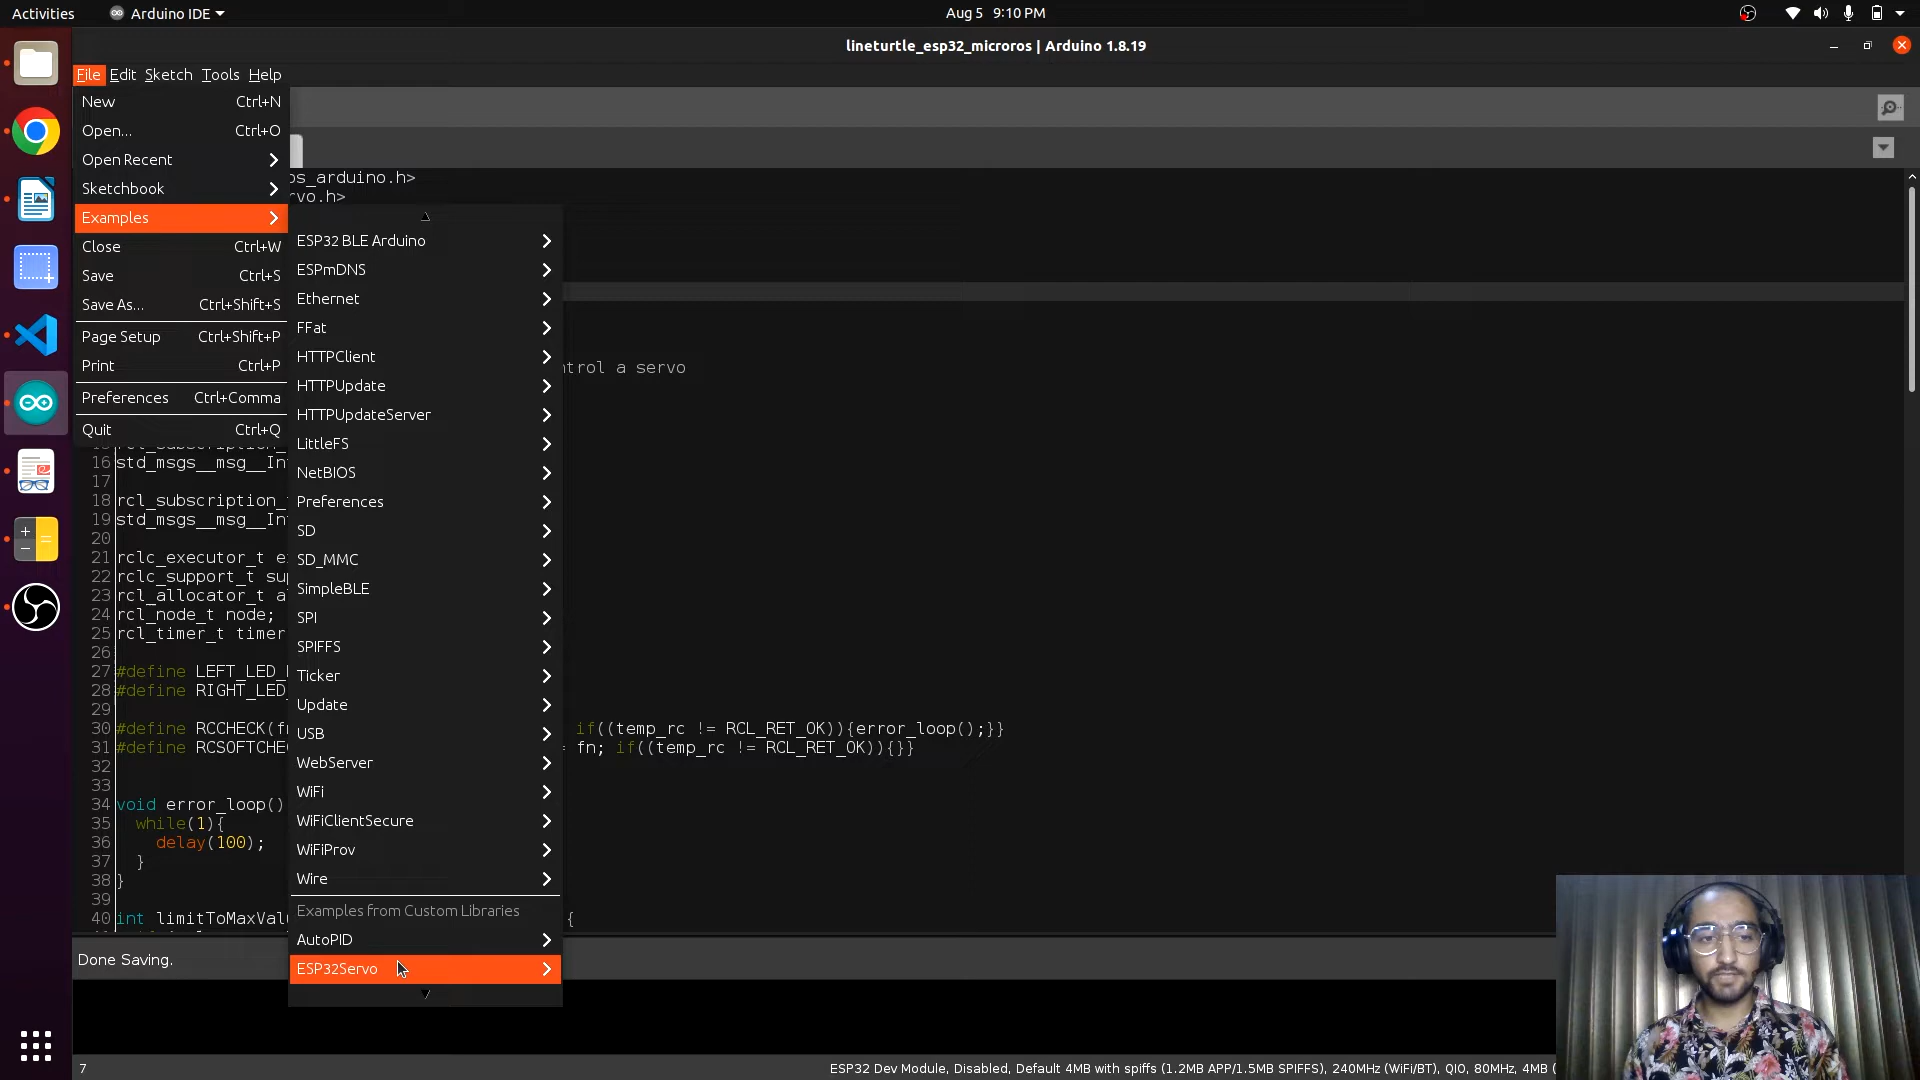 Activities
Arduino IDE
Aug 5 9:10 PM
lineturtle_esp32_microros | Arduino 1.8.19
File Edit Sketch Tools Help
New Ctrl+N
Open... Ctrl+O
Open Recent
Sketchbook
Examples
Close Ctrl+W
Save Ctrl+S
Save As... Ctrl+Shift+S
Page Setup Ctrl+Shift+P
Print Ctrl+P
Preferences Ctrl+Comma
Quit Ctrl+Q
os_arduino.h>
rvo.h>
ESP32 BLE Arduino
ESPmDNS
Ethernet
FFat
HTTPClient
HTTPUpdate
HTTPUpdateServer
LittleFS
NetBIOS
Preferences
SD
SD_MMC
SimpleBLE
SPI
SPIFFS
Ticker
Update
USB
WebServer
WiFi
WiFiClientSecure
WiFiProv
Wire
Examples from Custom Libraries
AutoPID
ESP32Servo
ntrol a servo
16 std_msgs__msg__In
17
18 rcl_subscription_
19 std_msgs__msg__In
20
21 rclc_executor_t e
22 rclc_support_t su
23 rcl_allocator_t a
24 rcl_node_t node;
25 rcl_timer_t timer
26
27 #define LEFT_LED_
28 #define RIGHT_LED_
29
30 #define RCCHECK(f if((temp_rc != RCL_RET_OK)){error_loop();}}
31 #define RCSOFTCHE = fn; if((temp_rc != RCL_RET_OK)){}}
32
33
34 void error_loop()
35 while(1){
36 delay(100);
37 }
38 }
39
40 int limitToMaxVal {
Done Saving.
7
ESP32 Dev Module, Disabled, Default 4MB with spiffs (1.2MB APP/1.5MB SPIFFS), 240MHz (WiFi/BT), QIO, 80MHz, 4MB (